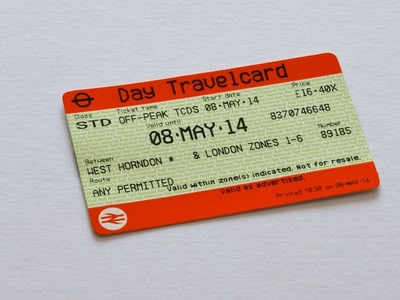 Day Travelcard
Class Ticket type Start date Price
STD OFF-PEAK TCDS 08·MAY·14 £16·40X
Valid until
08·MAY·14 8370746648
Between Number
WEST HORNDON * & LONDON ZONES 1-6 89185
Route
ANY PERMITTED Valid within zone(s) indicated. Not for resale.
Valid as advertised.
Printed 10:30 on 08-MAY-14